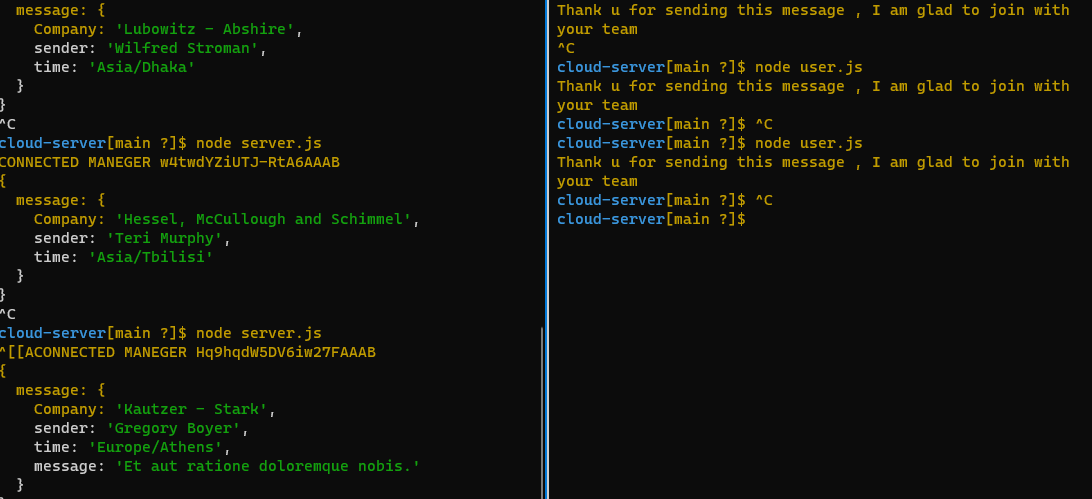 message: {
Company: 'Lubowitz - Abshire',
sender: 'Wilfred Stroman',
time: 'Asia/Dhaka'
}
}
^C
cloud-server[main ?]$ node server.js
CONNECTED MANEGER w4twdYZiUTJ-RtA6AAAB
{
message: {
Company: 'Hessel, McCullough and Schimmel',
sender: 'Teri Murphy',
time: 'Asia/Tbilisi'
}
}
^C
cloud-server[main ?]$ node server.js
^[[ACONNECTED MANEGER Hq9hqdW5DV6iw27FAAAB
{
message: {
Company: 'Kautzer - Stark',
sender: 'Gregory Boyer',
time: 'Europe/Athens',
message: 'Et aut ratione doloremque nobis.'
}
}
Thank u for sending this message , I am glad to join with
your team
^C
cloud-server[main ?]$ node user.js
Thank u for sending this message , I am glad to join with
your team
cloud-server[main ?]$ ^C
cloud-server[main ?]$ node user.js
Thank u for sending this message , I am glad to join with
your team
cloud-server[main ?]$ ^C
cloud-server[main ?]$